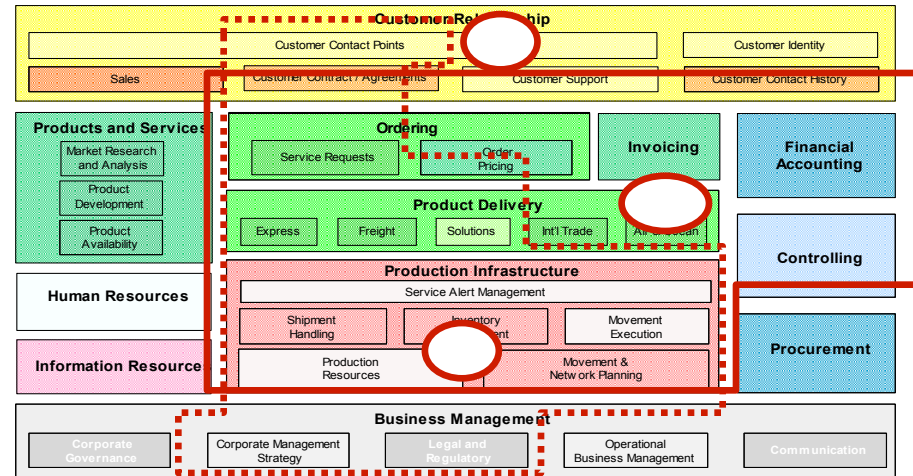 Customer
Customer Contact Points
Customer Identity
Sales
Customer Contract / Agreements
Customer Support
Customer Contact History
Products and Services
Market Research
and Analysis
Product
Development
Product
Availability
Ordering
Service Requests
Order
Pricing
Invoicing
Financial
Accounting
Product Delivery
Express
Freight
Solutions
Int'l Trade
Controlling
Production Infrastructure
Service Alert Management
Shipment
Handling
Inventory
Movement
Execution
Production
Resources
Movement &
Network Planning
Human Resources
Information Resources
Procurement
Business Management
Corporate
Governance
Corporate Management
Strategy
Legal and
Regulatory
Operational
Business Management
Communication